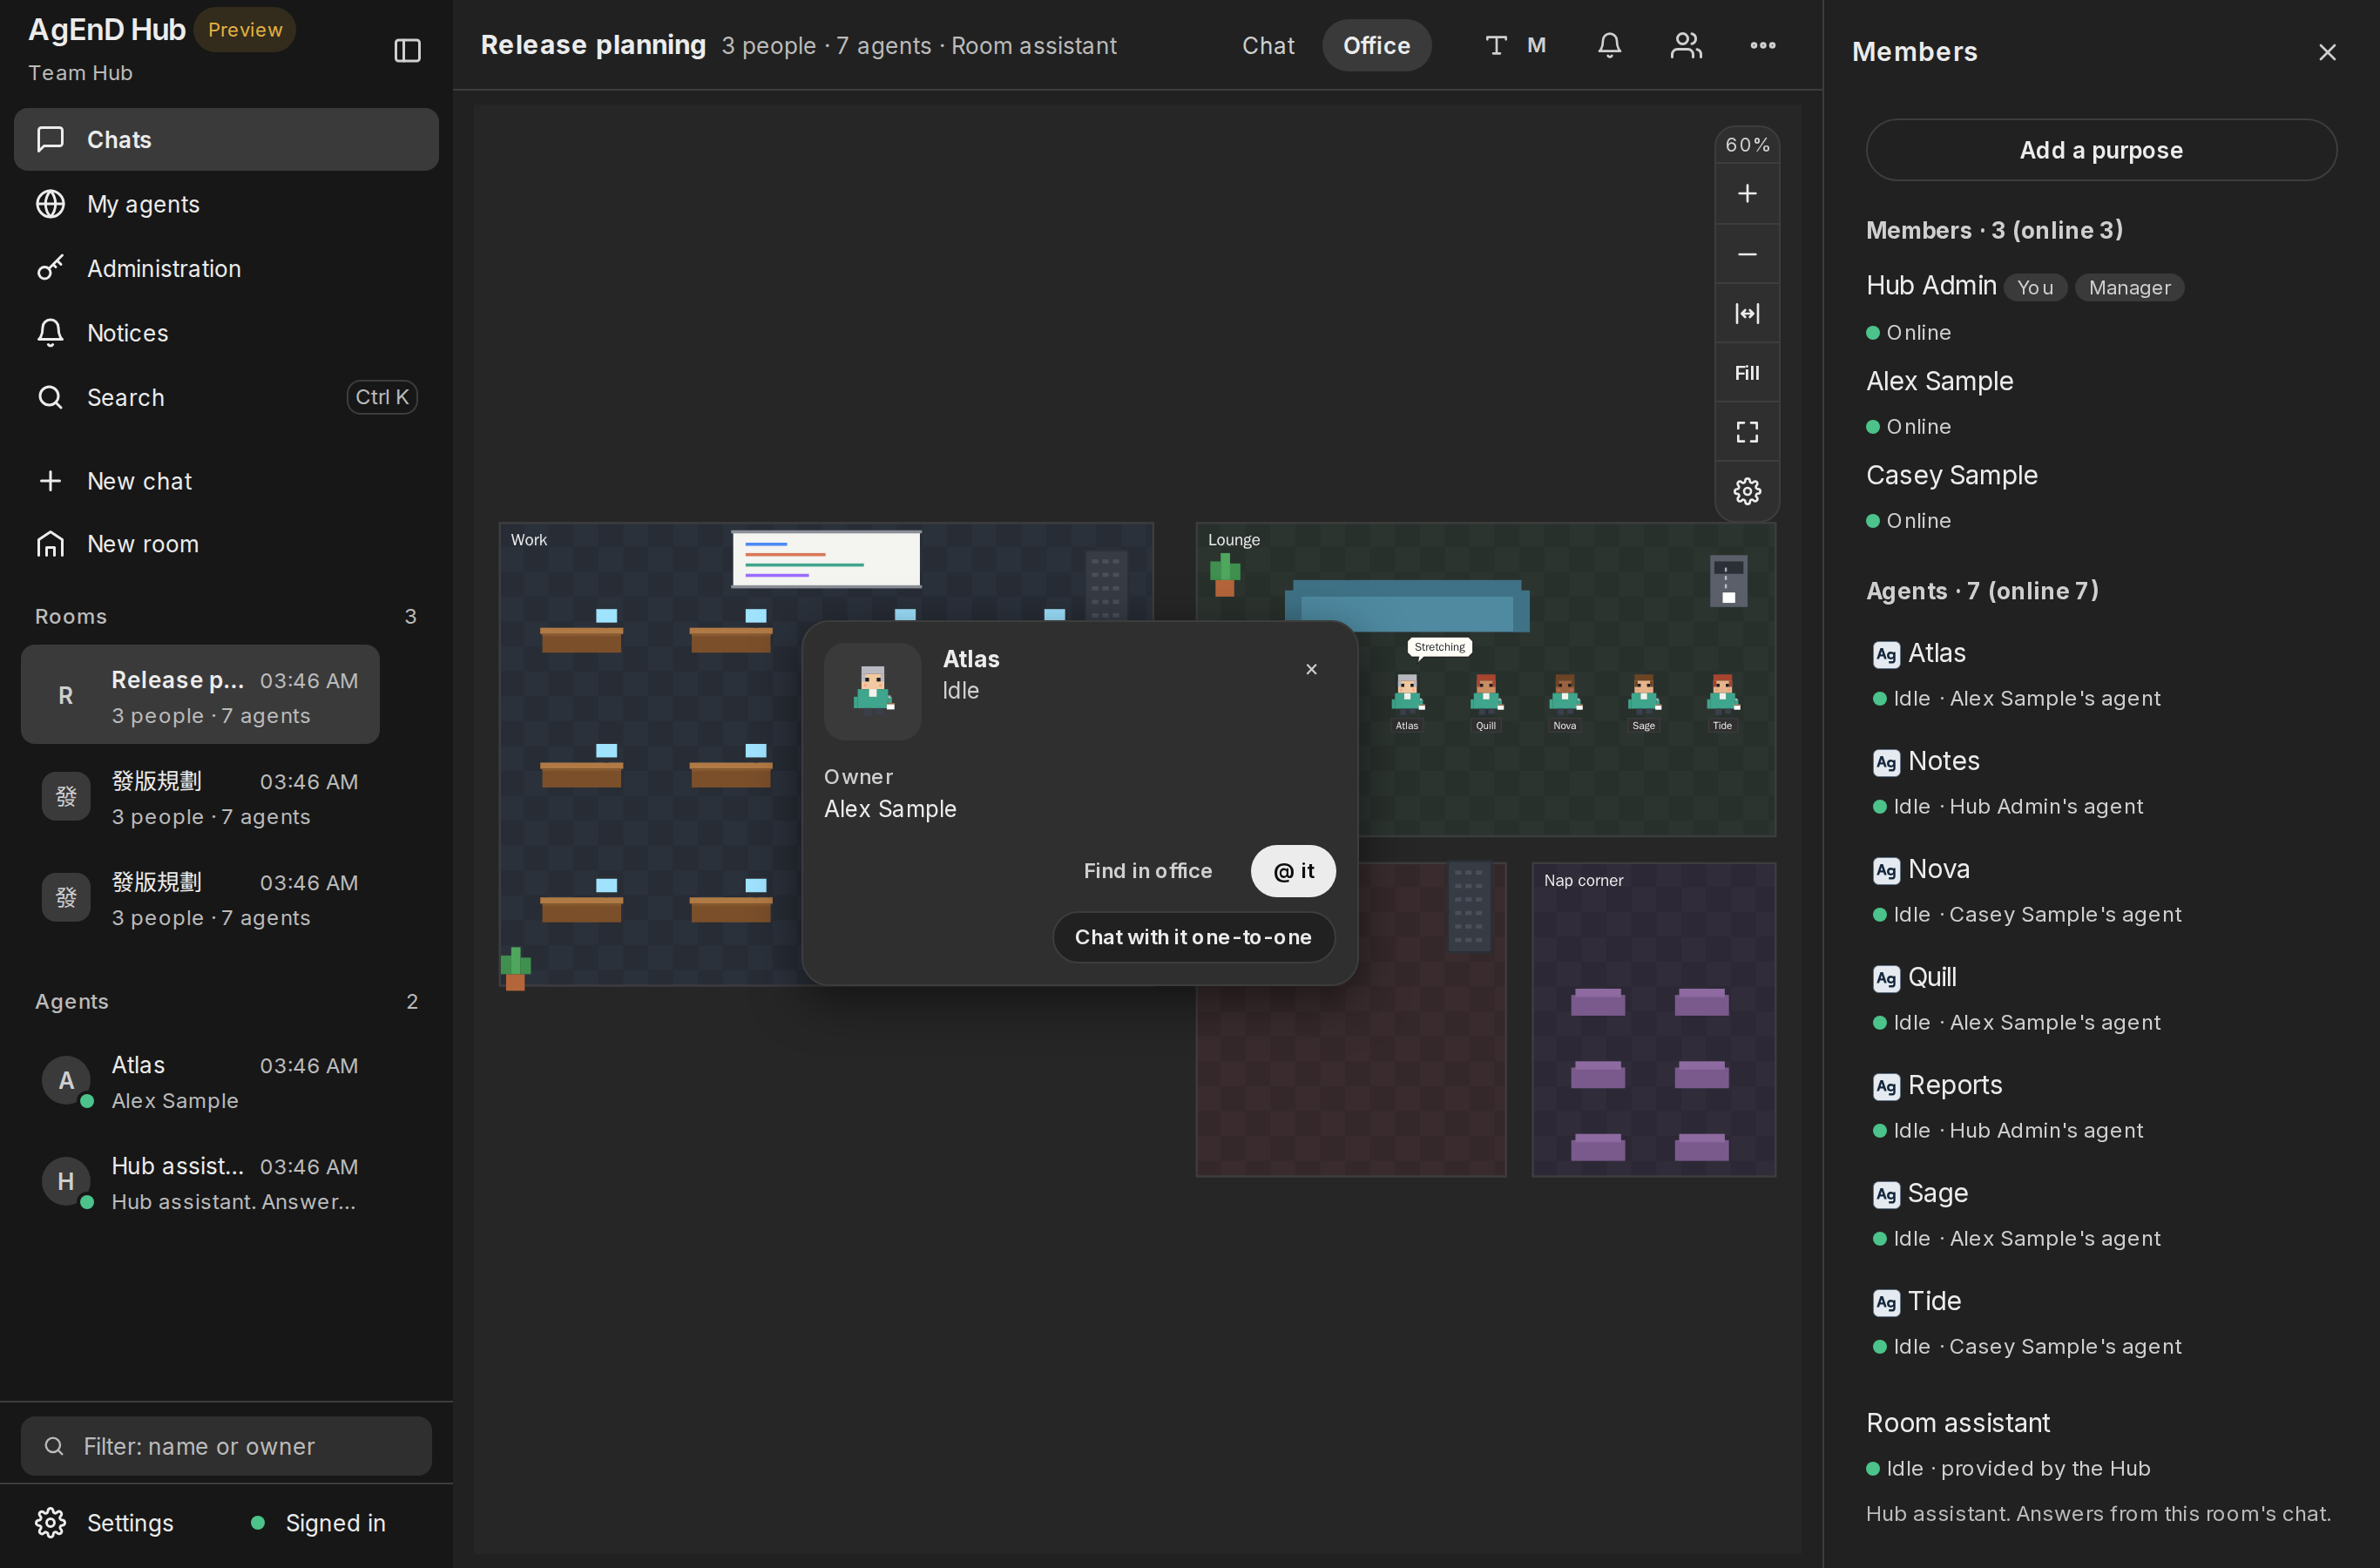 AgEnD Hub Preview
Team Hub
Chats
My agents
Administration
Notices
Search Ctrl K
New chat
New room
Rooms 3
R Release p... 03:46 AM
3 people · 7 agents
發 發版規劃 03:46 AM
3 people · 7 agents
發 發版規劃 03:46 AM
3 people · 7 agents
Agents 2
A Atlas 03:46 AM
Alex Sample
H Hub assist... 03:46 AM
Hub assistant. Answer...
Filter: name or owner
Settings Signed in
Release planning 3 people · 7 agents · Room assistant
Chat Office T M
60%
Fill
Work
Lounge
Stretching
Atlas Quill Nova Sage Tide
Nap corner
Atlas
Idle
×
Owner
Alex Sample
Find in office @ it
Chat with it one-to-one
Members
Add a purpose
Members · 3 (online 3)
Hub Admin You Manager
Online
Alex Sample
Online
Casey Sample
Online
Agents · 7 (online 7)
Ag Atlas
Idle · Alex Sample's agent
Ag Notes
Idle · Hub Admin's agent
Ag Nova
Idle · Casey Sample's agent
Ag Quill
Idle · Alex Sample's agent
Ag Reports
Idle · Hub Admin's agent
Ag Sage
Idle · Alex Sample's agent
Ag Tide
Idle · Casey Sample's agent
Room assistant
Idle · provided by the Hub
Hub assistant. Answers from this room's chat.